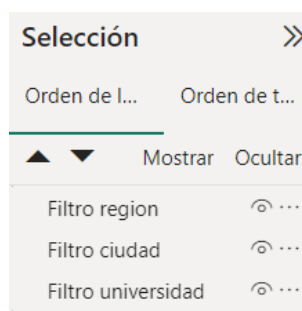 Selección
Orden de l... Orden de t...
Mostrar Ocultar
Filtro region
Filtro ciudad
Filtro universidad